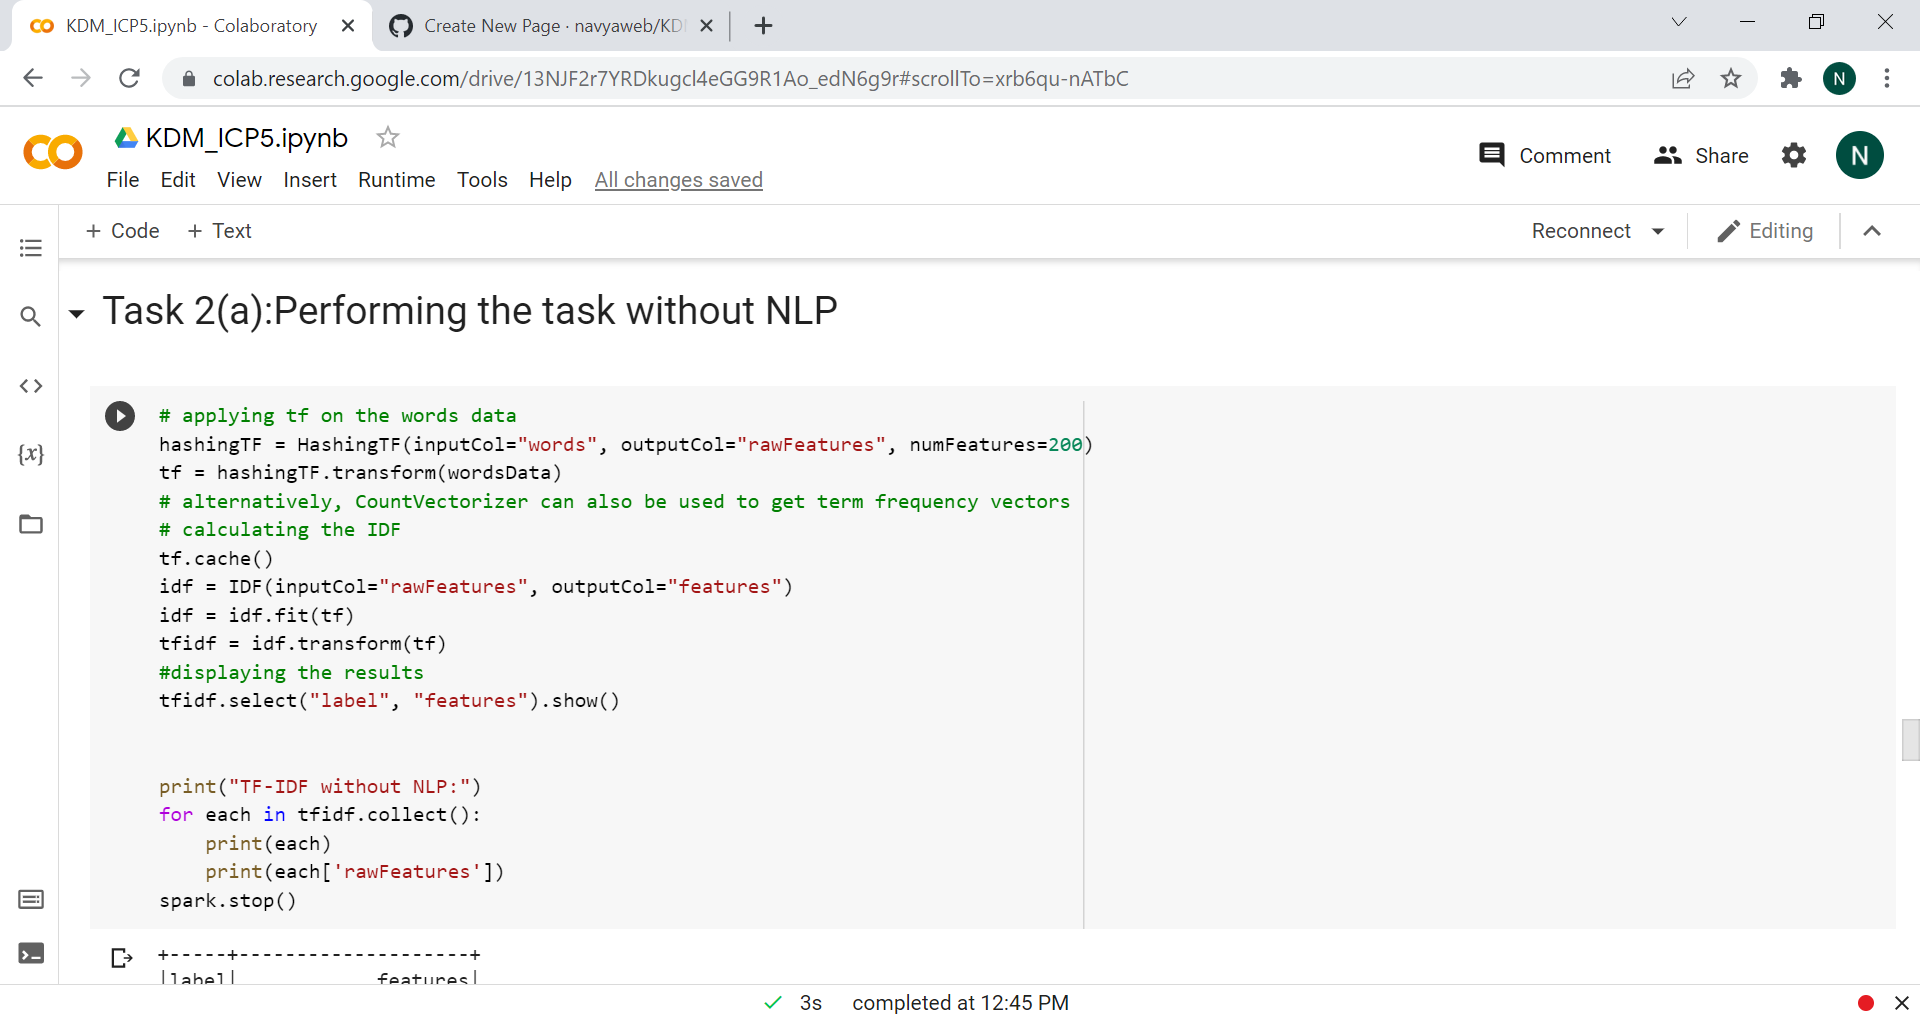 KDM_ICP5.ipynb - Colaboratory
Create New Page · navyaweb/KD
colab.research.google.com/drive/13NJF2r7YRDkugcl4eGG9R1Ao_edN6g9r#scrollTo=xrb6qu-nATbC
N
KDM_ICP5.ipynb
Comment
Share
N
File Edit View Insert Runtime Tools Help All changes saved
+ Code + Text
Reconnect
Editing
Task 2(a):Performing the task without NLP
# applying tf on the words data
hashingTF = HashingTF(inputCol="words", outputCol="rawFeatures", numFeatures=200)
tf = hashingTF.transform(wordsData)
# alternatively, CountVectorizer can also be used to get term frequency vectors
# calculating the IDF
tf.cache()
idf = IDF(inputCol="rawFeatures", outputCol="features")
idf = idf.fit(tf)
tfidf = idf.transform(tf)
#displaying the results
tfidf.select("label", "features").show()
print("TF-IDF without NLP:")
for each in tfidf.collect():
    print(each)
    print(each['rawFeatures'])
spark.stop()
+-----+--------------------+
|label|            features|
3s completed at 12:45 PM